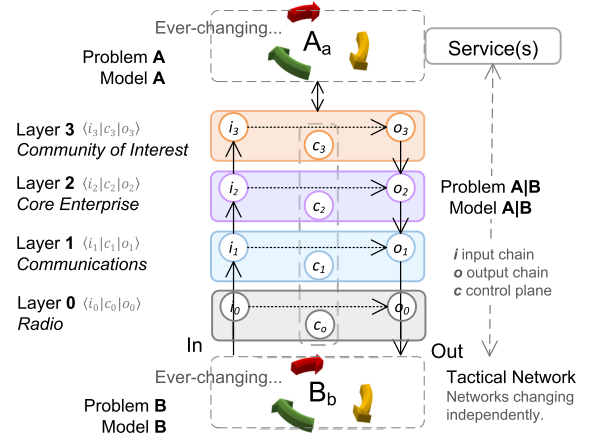 Ever-changing...
Problem A
Model A
Aₐ
Service(s)
Layer 3 ⟨i₃|c₃|o₃⟩
Community of Interest
i₃
o₃
c₃
Layer 2 ⟨i₂|c₂|o₂⟩
Core Enterprise
i₂
o₂
c₂
Problem A|B
Model A|B
Layer 1 ⟨i₁|c₁|o₁⟩
Communications
i₁
o₁
c₁
i input chain
o output chain
c control plane
Layer 0 ⟨i₀|c₀|o₀⟩
Radio
i₀
o₀
cₒ
In
Out
Ever-changing...
Problem B
Model B
B_b
Tactical Network
Networks changing
independently.